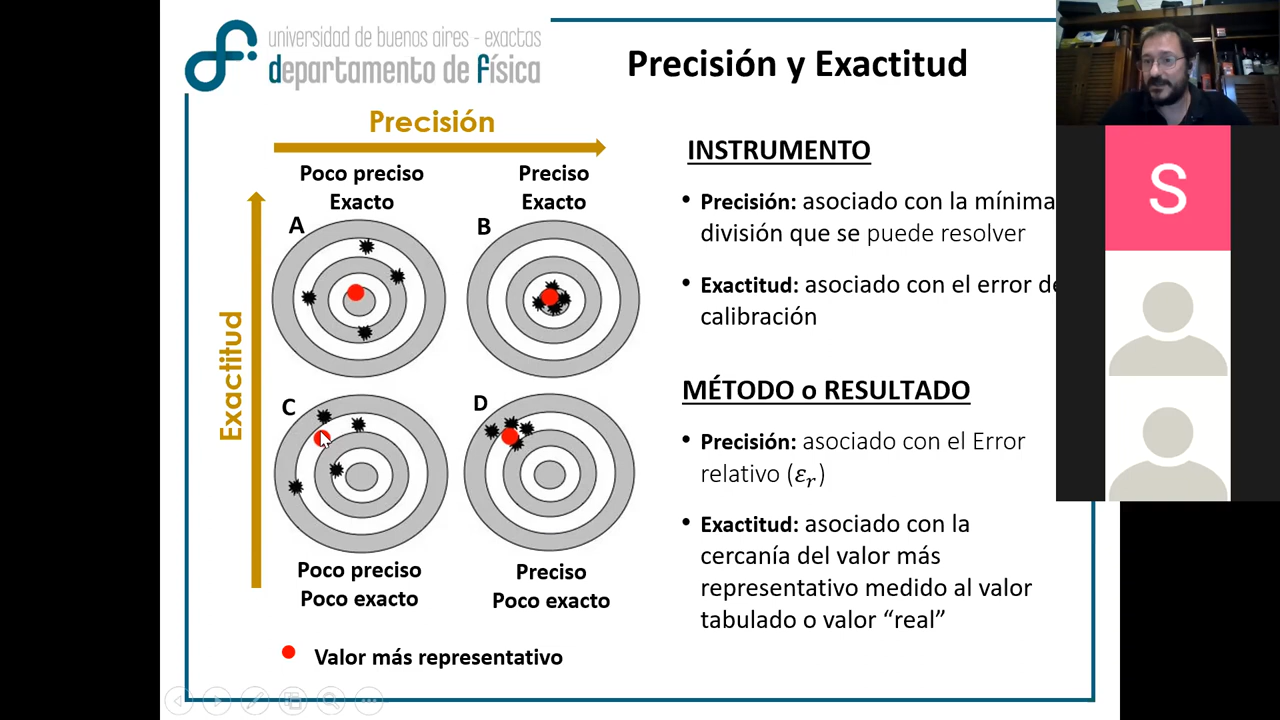 universidad de buenos aires - exactas
departamento de física
Precisión y Exactitud
Precisión
Exactitud
Poco preciso
Exacto
Preciso
Exacto
A
B
C
D
Poco preciso
Poco exacto
Preciso
Poco exacto
Valor más representativo
INSTRUMENTO
• Precisión: asociado con la mínima
división que se puede resolver
• Exactitud: asociado con el error de
calibración
MÉTODO o RESULTADO
• Precisión: asociado con el Error
relativo (εr)
• Exactitud: asociado con la
cercanía del valor más
representativo medido al valor
tabulado o valor “real”
S